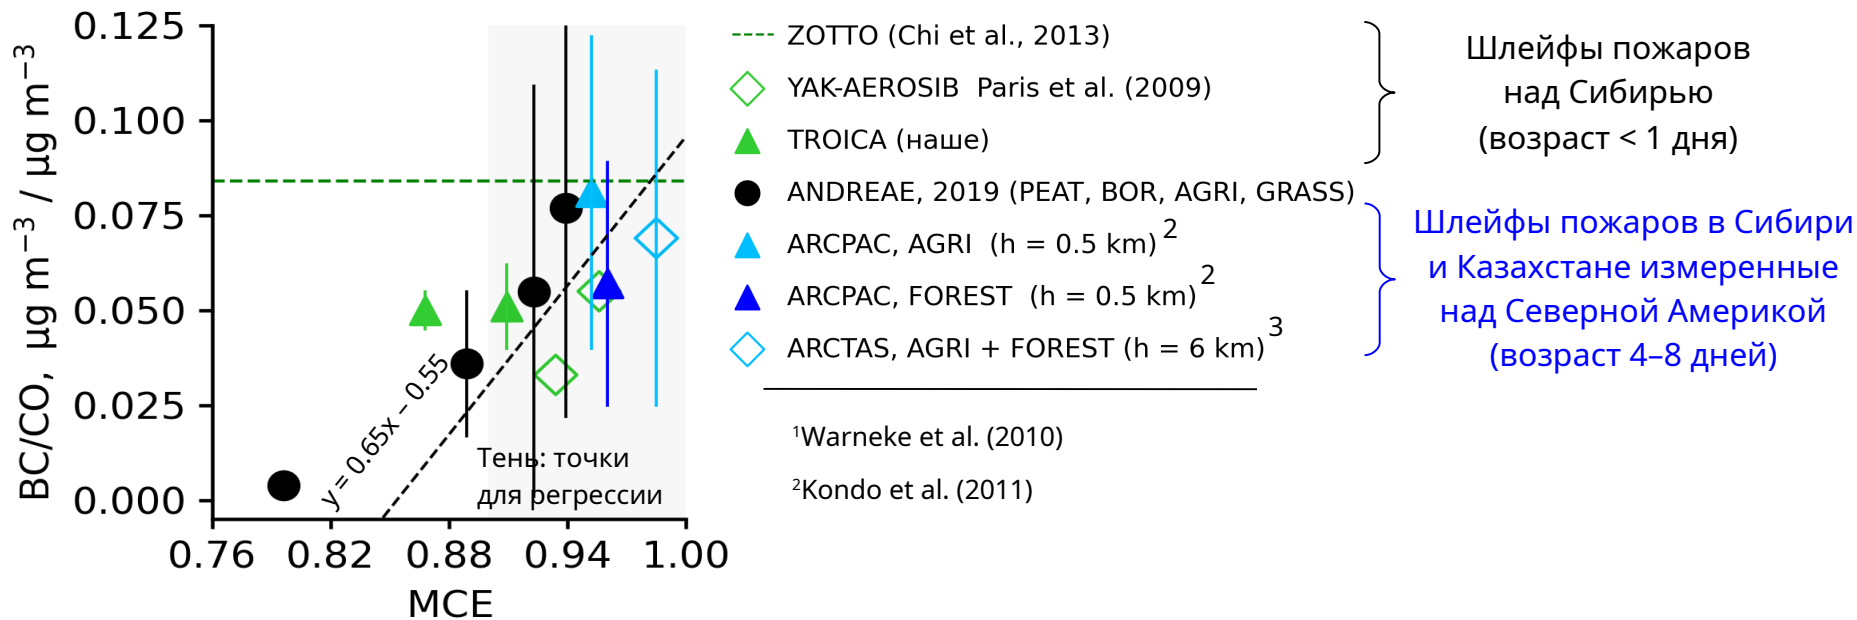 0.125
0.100
0.075
0.050
0.025
0.000
BC/CO, μg m⁻³ / μg m⁻³
0.76 0.82 0.88 0.94 1.00
MCE
y = 0.65x − 0.55
Тень: точки
для регрессии
ZOTTO (Chi et al., 2013)
YAK-AEROSIB Paris et al. (2009)
TROICA (наше)
ANDREAE, 2019 (PEAT, BOR, AGRI, GRASS)
ARCPAC, AGRI (h = 0.5 km)²
ARCPAC, FOREST (h = 0.5 km)²
ARCTAS, AGRI + FOREST (h = 6 km)³
¹Warneke et al. (2010)
²Kondo et al. (2011)
Шлейфы пожаров
над Сибирью
(возраст < 1 дня)
Шлейфы пожаров в Сибири
и Казахстане измеренные
над Северной Америкой
(возраст 4–8 дней)